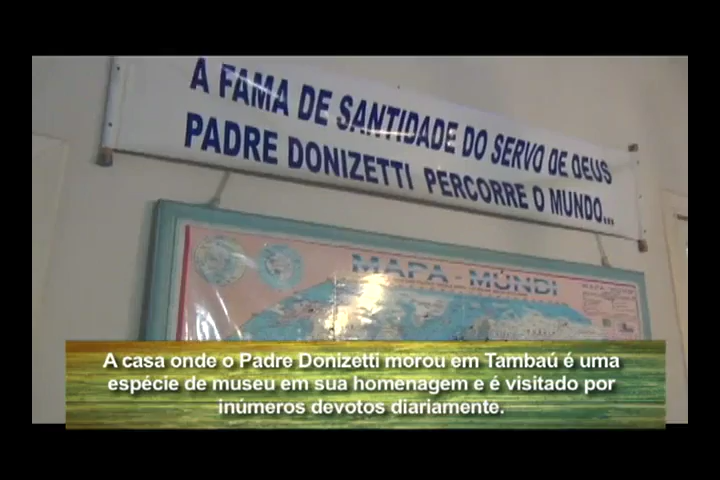 A FAMA DE SANTIDADE DO SERVO DE DEUS
PADRE DONIZETTI PERCORRE O MUNDO...
MAPA-MÚNDI
A casa onde o Padre Donizetti morou em Tambaú é uma
espécie de museu em sua homenagem e é visitado por
inúmeros devotos diariamente.